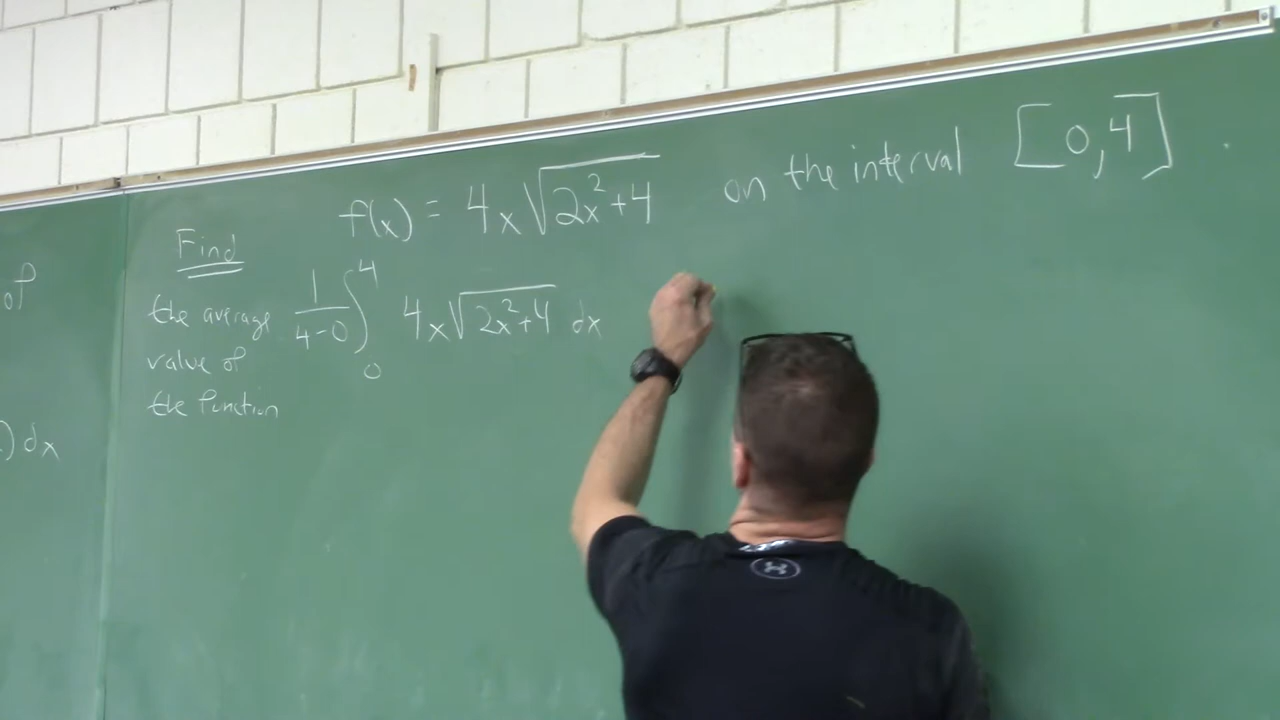 of
) dx
f(x) = 4x√(2x²+4) on the interval [0,4].
Find
the average
value of
the function
1/(4-0) ∫₀⁴ 4x√(2x²+4) dx